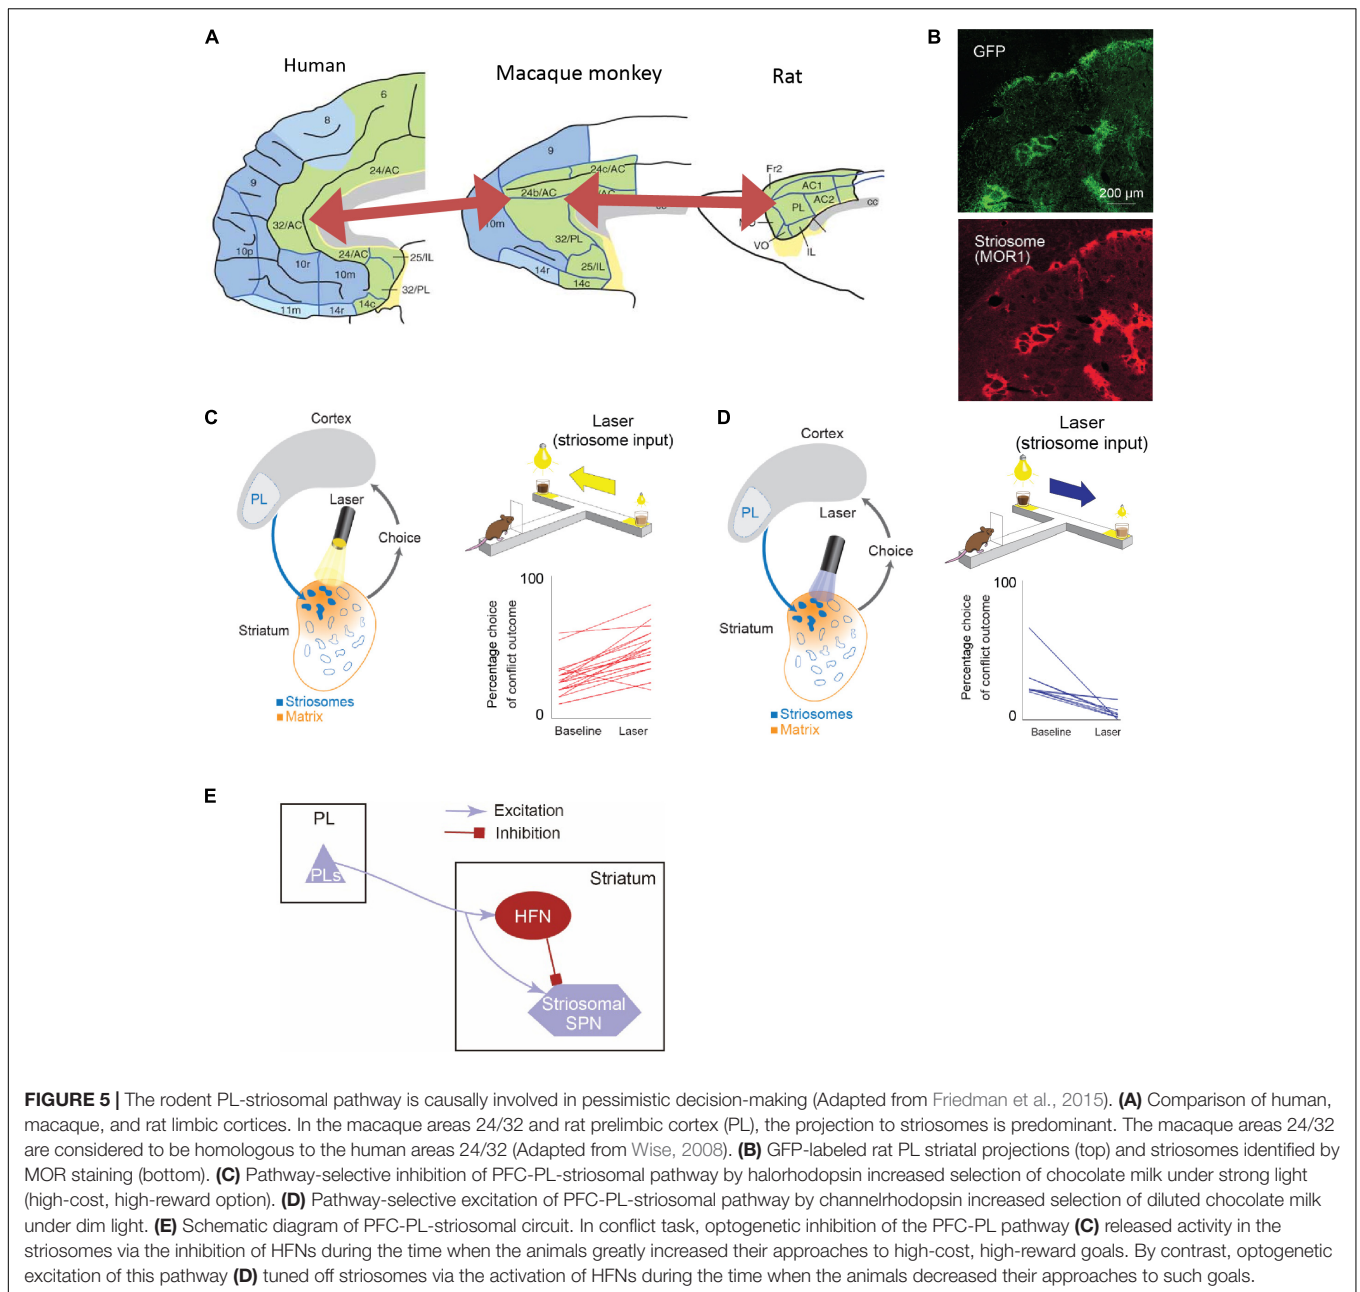 A
Human
Macaque monkey
Rat
6
8
9
24/AC
32/AC
10p
10r
10m
24/AC
25/IL
32/PL
14c
14r
11m
9
24c/AC
24b/AC
10m
32/PL
25/IL
14r
14c
cc
Fr2
AC1
AC2
PL
VO
IL
cc
B
GFP
200 µm
Striosome
(MOR1)
C
Cortex
PL
Laser
Choice
Striatum
Striosomes
Matrix
Laser
(striosome input)
100
Percentage choice
of conflict outcome
0
Baseline
Laser
D
Cortex
PL
Laser
Choice
Striatum
Striosomes
Matrix
Laser
(striosome input)
100
Percentage choice
of conflict outcome
0
Baseline
Laser
E
PL
PLs
Excitation
Inhibition
Striatum
HFN
Striosomal
SPN
FIGURE 5 | The rodent PL-striosomal pathway is causally involved in pessimistic decision-making (Adapted from Friedman et al., 2015). (A) Comparison of human,
macaque, and rat limbic cortices. In the macaque areas 24/32 and rat prelimbic cortex (PL), the projection to striosomes is predominant. The macaque areas 24/32
are considered to be homologous to the human areas 24/32 (Adapted from Wise, 2008). (B) GFP-labeled rat PL striatal projections (top) and striosomes identified by
MOR staining (bottom). (C) Pathway-selective inhibition of PFC-PL-striosomal pathway by halorhodopsin increased selection of chocolate milk under strong light
(high-cost, high-reward option). (D) Pathway-selective excitation of PFC-PL-striosomal pathway by channelrhodopsin increased selection of diluted chocolate milk
under dim light. (E) Schematic diagram of PFC-PL-striosomal circuit. In conflict task, optogenetic inhibition of the PFC-PL pathway (C) released activity in the
striosomes via the inhibition of HFNs during the time when the animals greatly increased their approaches to high-cost, high-reward goals. By contrast, optogenetic
excitation of this pathway (D) tuned off striosomes via the activation of HFNs during the time when the animals decreased their approaches to such goals.